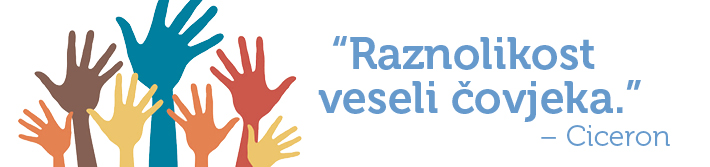 “Raznolikost
veseli čovjeka.”
– Ciceron